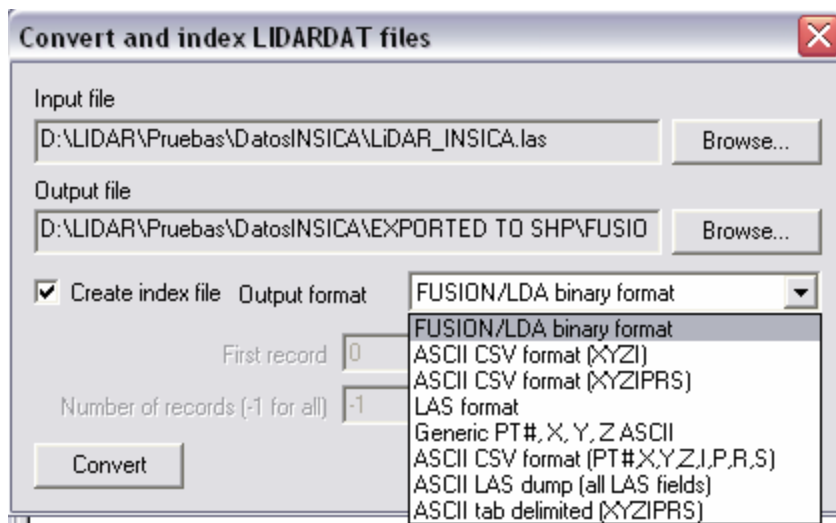 Convert and index LIDARDAT files
Input file
D:\LIDAR\Pruebas\DatosINSICA\LiDAR_INSICA.las
Browse...
Output file
D:\LIDAR\Pruebas\DatosINSICA\EXPORTED TO SHP\FUSIO
Browse...
Create index file
Output format
FUSION/LDA binary format
FUSION/LDA binary format
ASCII CSV format (XYZI)
ASCII CSV format (XYZIPRS)
LAS format
Generic PT#, X, Y, Z ASCII
ASCII CSV format (PT#,X,Y,Z,I,P,R,S)
ASCII LAS dump (all LAS fields)
ASCII tab delimited (XYZIPRS)
First record
0
Number of records (-1 for all)
-1
Convert